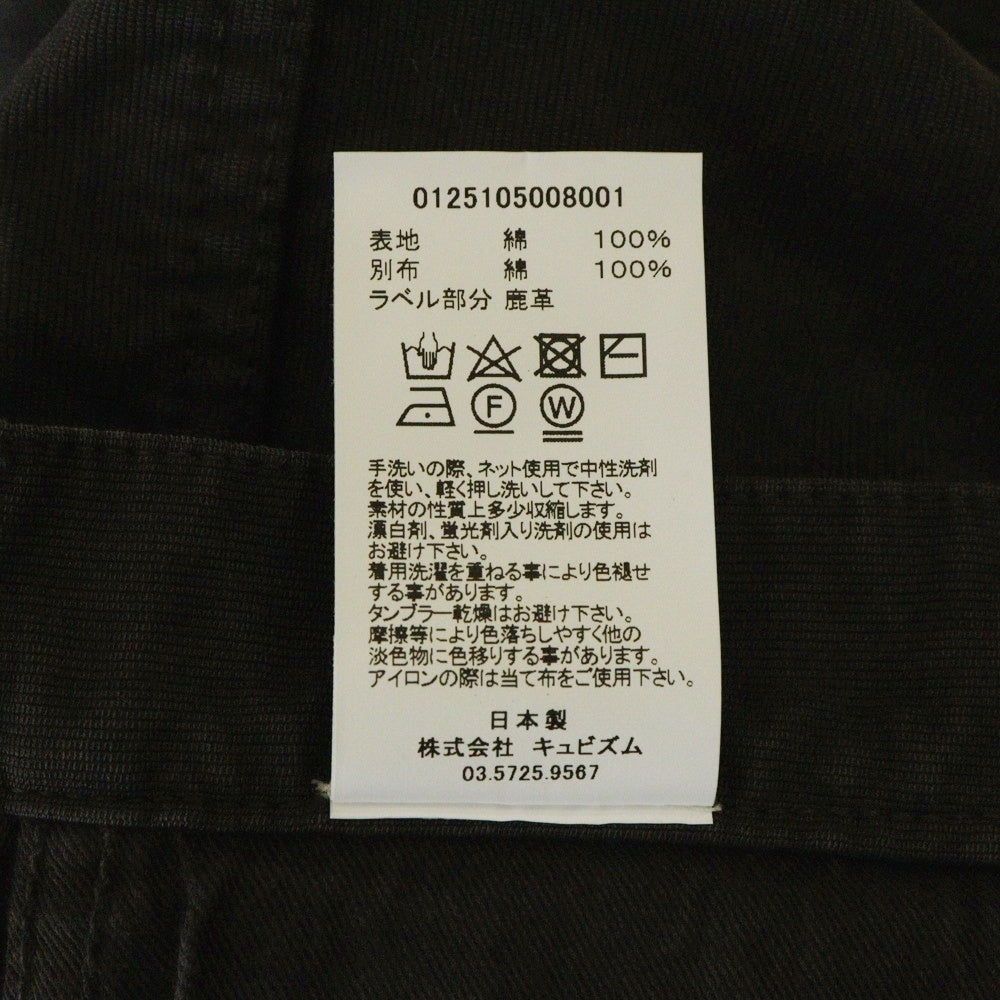 0125105008001
表地 綿 100%
別布 綿 100%
ラベル部分 鹿革
F W
手洗いの際、ネット使用で中性洗剤
を使い、軽く押し洗いして下さい。
素材の性質上多少収縮します。
漂白剤、蛍光剤入り洗剤の使用は
お避け下さい。
着用洗濯を重ねる事により色褪せ
する事があります。
タンブラー乾燥はお避け下さい。
摩擦等により色落ちしやすく他の
淡色物に色移りする事があります。
アイロンの際は当て布をご使用下さい。
日本製
株式会社 キュビズム
03.5725.9567